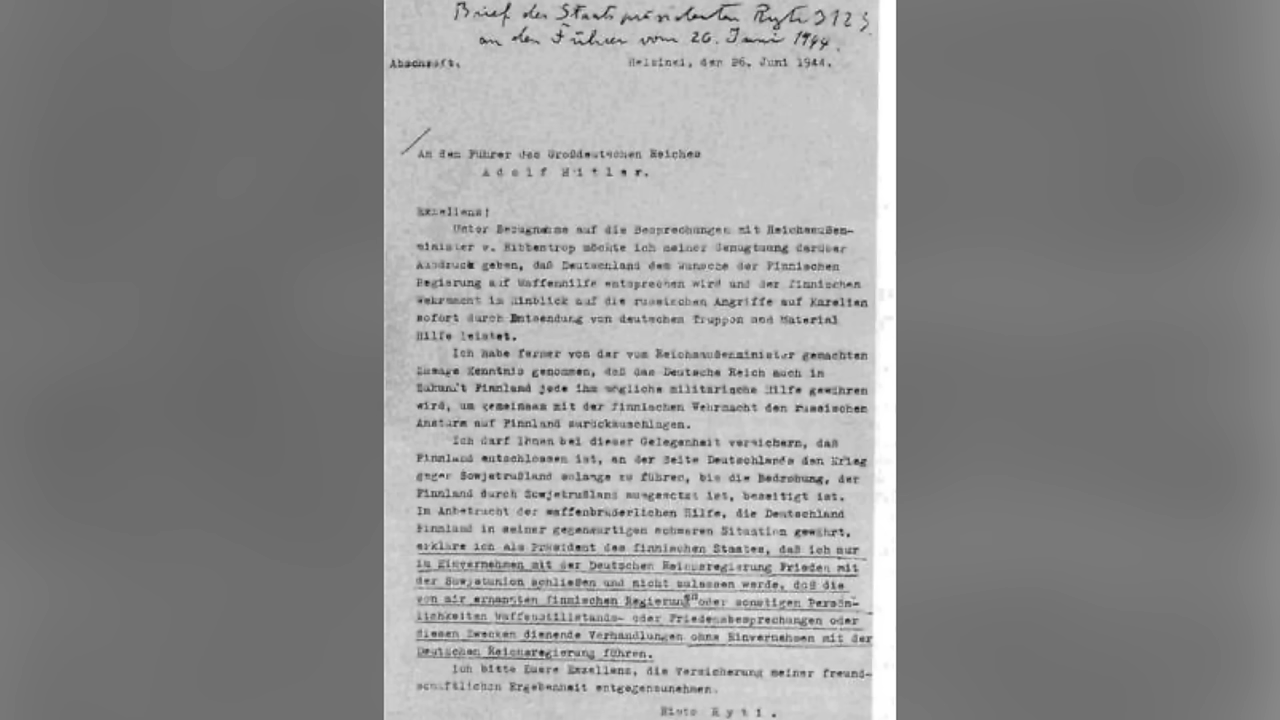 Brief des Staatspräsidenten Ryti
an den Führer vom 26. Juni 1944.
Abschrift.
Helsinki, den 26. Juni 1944.
An den Führer des Großdeutschen Reiches
Adolf Hitler.
Exzellenz!
Unter Bezugnahme auf die Besprechungen mit Reichsaußen-
minister v. Ribbentrop möchte ich meiner Genugtuung darüber
Ausdruck geben, daß Deutschland dem Wunsche der Finnischen
Regierung auf Waffenhilfe entsprechen wird und der finnischen
Wehrmacht im Hinblick auf die russischen Angriffe auf Karelien
sofort durch Entsendung von deutschen Truppen und Material
Hilfe leistet.
Ich habe ferner von der vom Reichsaußenminister gemachten
Zusage Kenntnis genommen, daß das Deutsche Reich auch in
Zukunft Finnland jede ihm mögliche militärische Hilfe gewähren
wird, um gemeinsam mit der finnischen Wehrmacht den russischen
Ansturm auf Finnland zurückzuschlagen.
Ich darf Ihnen bei dieser Gelegenheit versichern, daß
Finnland entschlossen ist, an der Seite Deutschlands den Krieg
gegen Sowjetrußland solange zu führen, bis die Bedrohung, der
Finnland durch Sowjetrußland ausgesetzt ist, beseitigt ist.
In Anbetracht der waffenbrüderlichen Hilfe, die Deutschland
Finnland in seiner gegenwärtigen schweren Situation gewährt,
erkläre ich als Präsident des finnischen Staates, daß ich nur
im Einvernehmen mit der Deutschen Reichsregierung Frieden mit
der Sowjetunion schließen und nicht zulassen werde, daß die
von mir ernannten finnischen Regierungen oder sonstigen Persön-
lichkeiten Waffenstillstands- oder Friedensbesprechungen oder
diesen Zwecken dienende Verhandlungen ohne Einvernehmen mit der
Deutschen Reichsregierung führen.
Ich bitte Euere Exzellenz, die Versicherung meiner freund-
schaftlichen Ergebenheit entgegenzunehmen.
Risto Ryti.